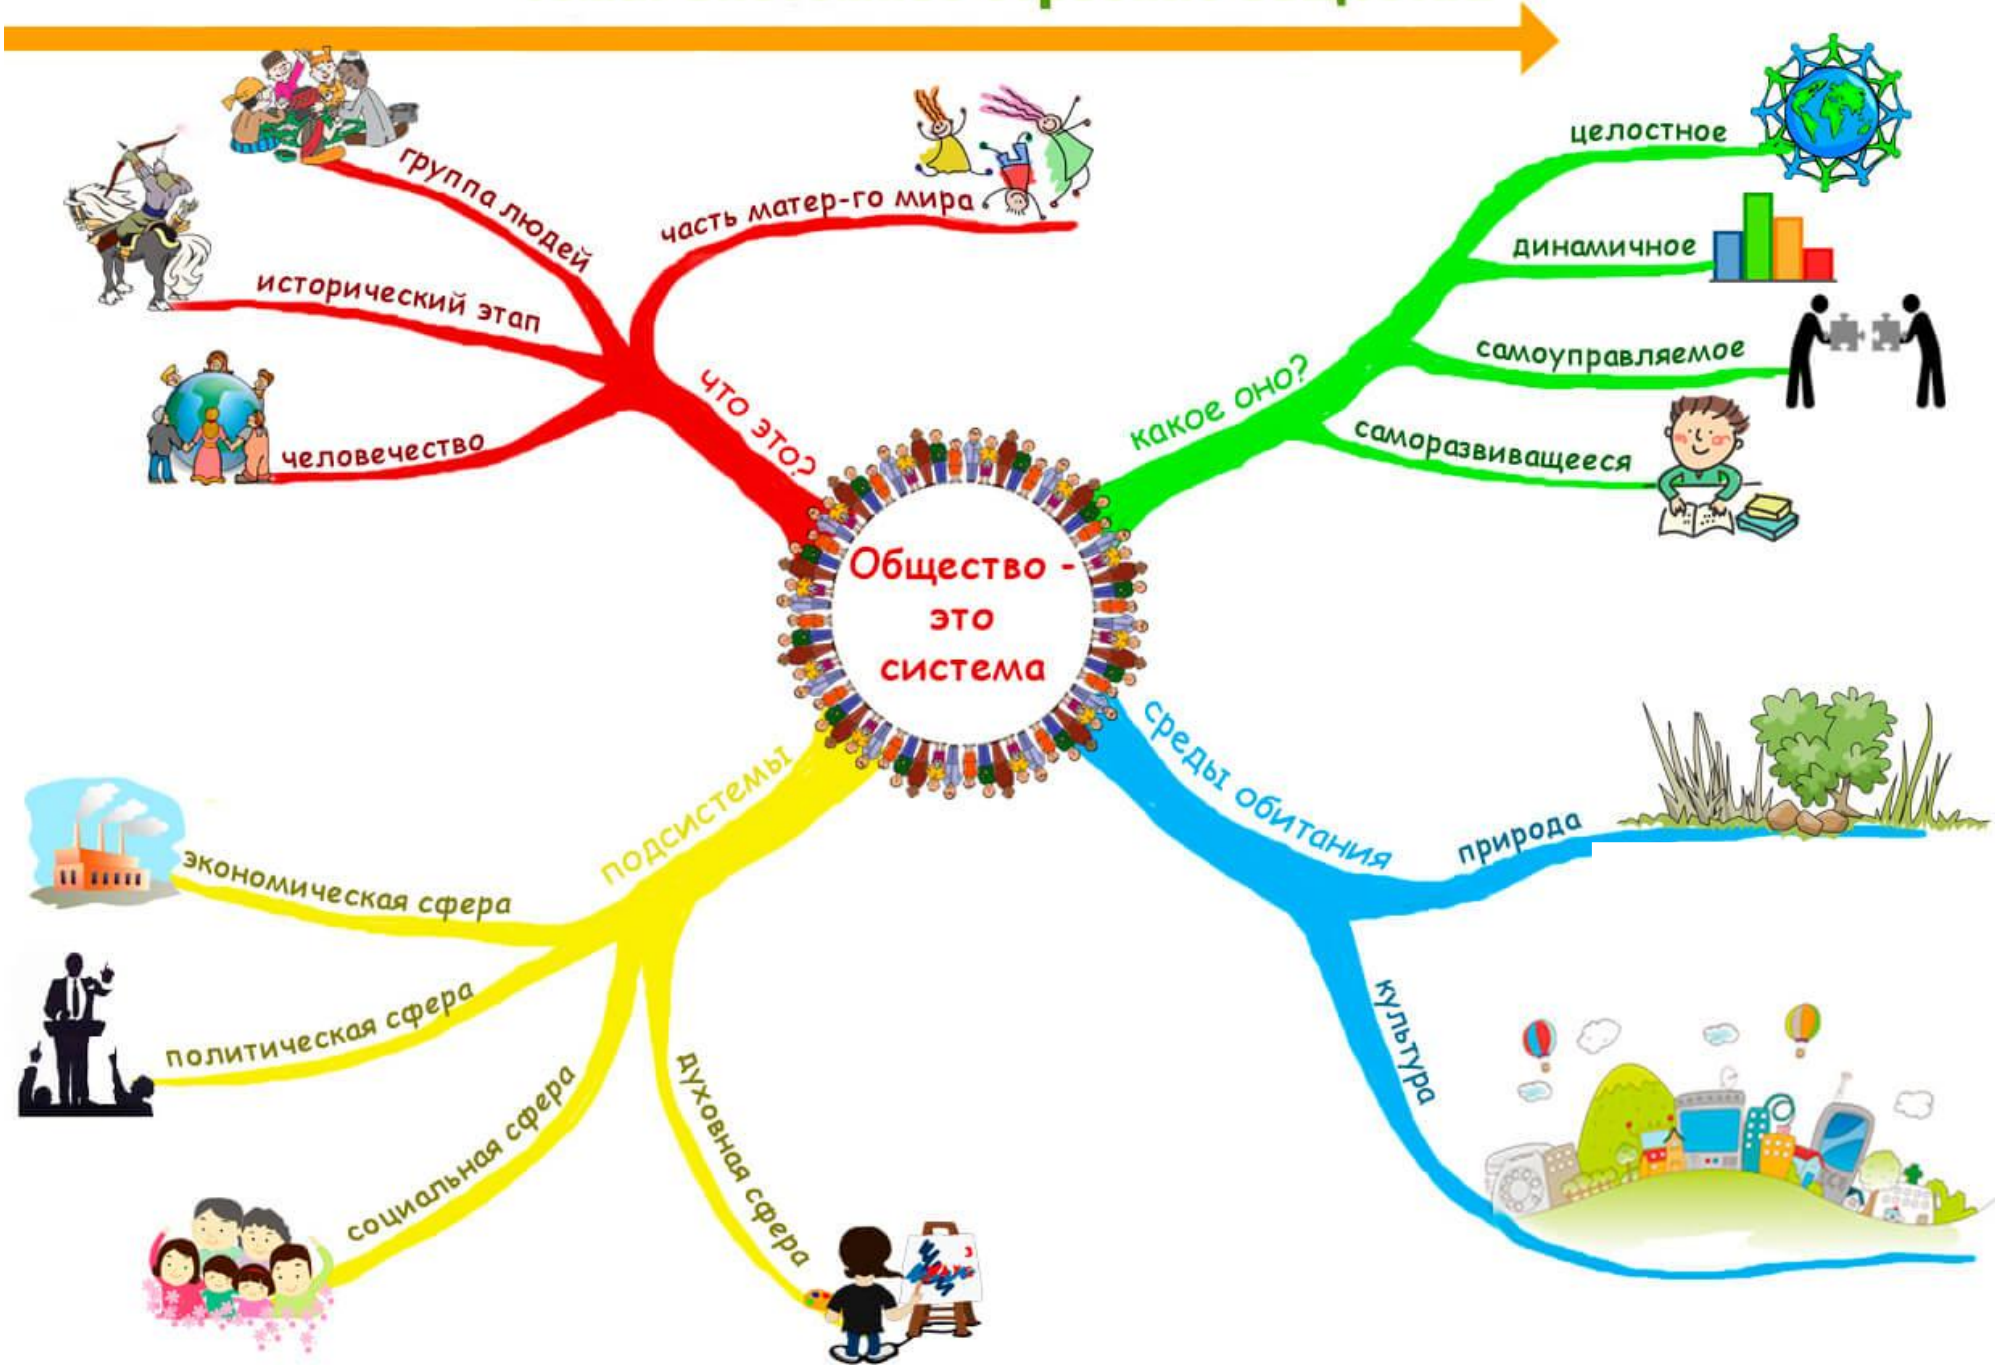 группа людей
часть матер-го мира
исторический этап
человечество
что это?
целостное
динамичное
самоуправляемое
саморазвивающееся
какое оно?
Общество -
это
система
подсистемы
экономическая сфера
политическая сфера
социальная сфера
духовная сфера
среды обитания
природа
культура